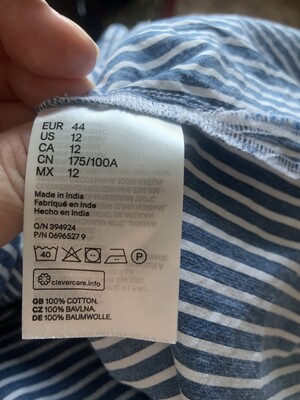 EUR 44
US 12
CA 12
CN 175/100A
MX 12
Made in India
Fabriqué en Inde
Hecho en India
O/N 394924
P/N 0696527 9
40
P
clevercare.info
GB 100% COTTON.
CZ 100% BAVLNA.
DE 100% BAUMWOLLE.